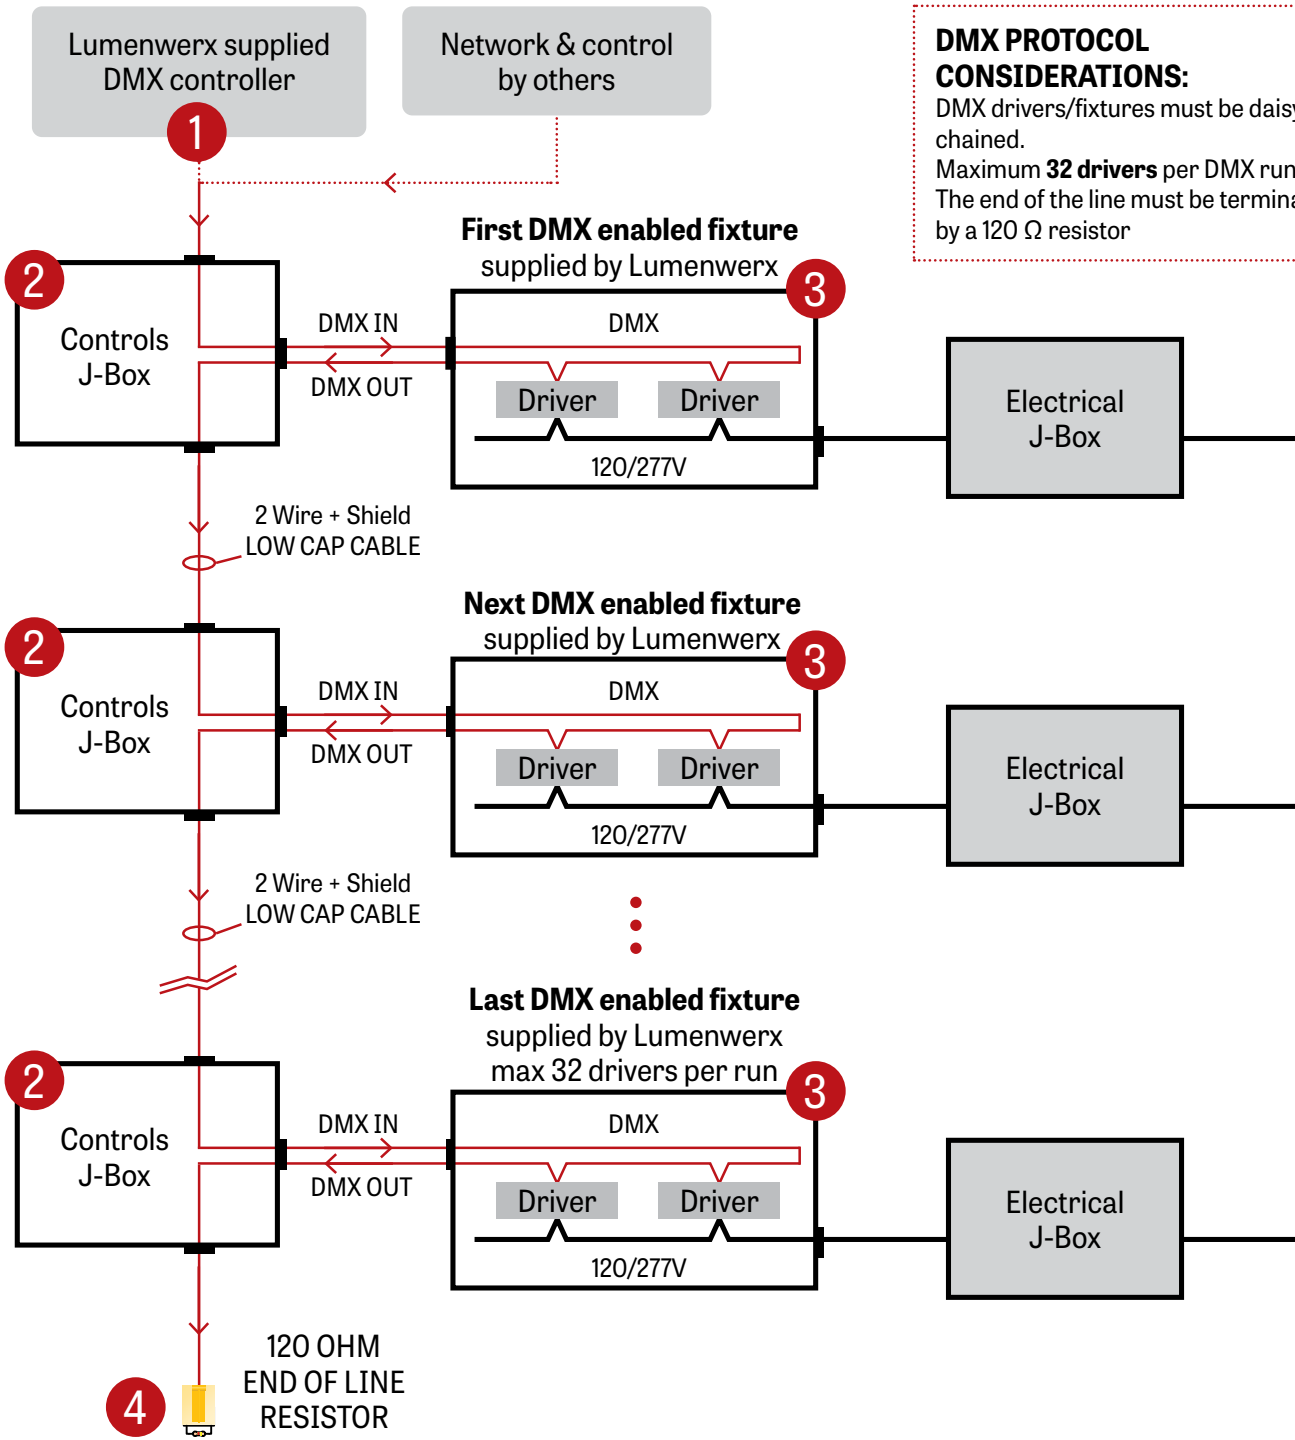 Lumenwerx supplied
DMX controller
1
Network & control
by others
DMX PROTOCOL
CONSIDERATIONS:
DMX drivers/fixtures must be daisy
chained.
Maximum 32 drivers per DMX run
The end of the line must be termina
by a 120 Ω resistor
First DMX enabled fixture
supplied by Lumenwerx
2
Controls
J-Box
DMX IN
DMX OUT
3
DMX
Driver
Driver
120/277V
Electrical
J-Box
2 Wire + Shield
LOW CAP CABLE
Next DMX enabled fixture
supplied by Lumenwerx
2
Controls
J-Box
DMX IN
DMX OUT
3
DMX
Driver
Driver
120/277V
Electrical
J-Box
2 Wire + Shield
LOW CAP CABLE
Last DMX enabled fixture
supplied by Lumenwerx
max 32 drivers per run
2
Controls
J-Box
DMX IN
DMX OUT
3
DMX
Driver
Driver
120/277V
Electrical
J-Box
4
120 OHM
END OF LINE
RESISTOR